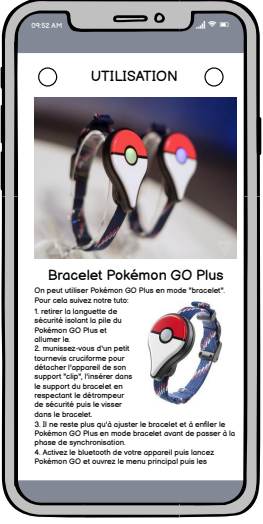 09:52 AM
UTILISATION
Bracelet Pokémon GO Plus
On peut utiliser Pokémon GO Plus en mode "bracelet".
Pour cela suivez notre tuto:
1. retirer la languette de
sécurité isolant la pile du
Pokémon GO Plus et
allumer le.
2. munissez-vous d'un petit
tournevis cruciforme pour
détacher l'appareil de son
support "clip", l'insérer dans
le support du bracelet en
respectant le détrompeur
de sécurité puis le visser
dans le bracelet.
3. Il ne reste plus qu'à ajuster le bracelet et à enfiler le
Pokémon GO Plus en mode bracelet avant de passer à la
phase de synchronisation.
4. Activez le bluetooth de votre appareil puis lancez
Pokémon GO et ouvrez le menu principal puis les